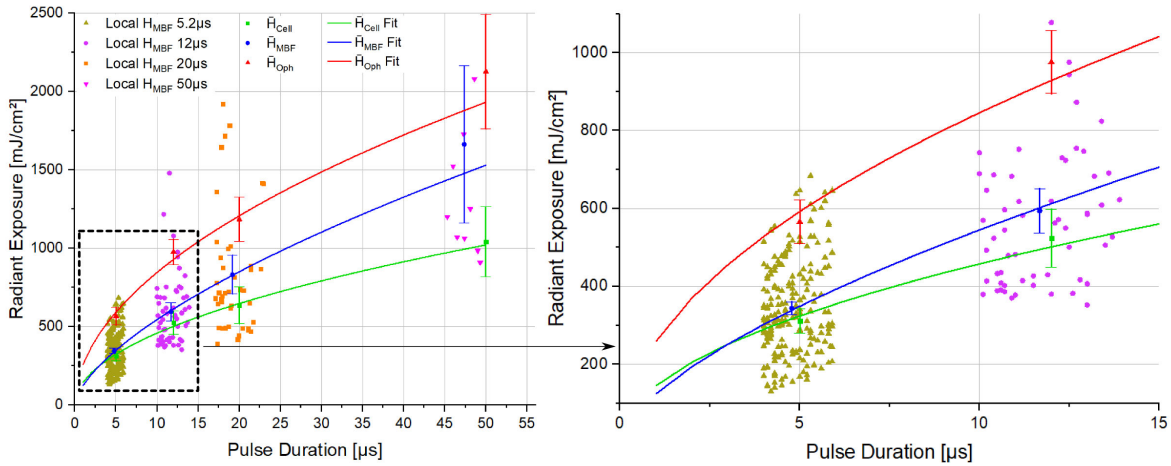 2500
2000
1500
1000
500
0
Radiant Exposure [mJ/cm²]
Local H_MBF 5.2µs
Local H_MBF 12µs
Local H_MBF 20µs
Local H_MBF 50µs
H̄_Cell
H̄_MBF
H̄_Oph
H̄_Cell Fit
H̄_MBF Fit
H̄_Oph Fit
0 5 10 15 20 25 30 35 40 45 50 55
Pulse Duration [µs]
1000
800
600
400
200
Radiant Exposure [mJ/cm²]
0 5 10 15
Pulse Duration [µs]